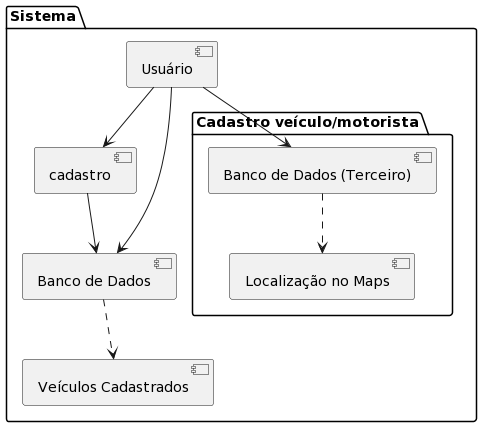 Sistema
Usuário
Cadastro veículo/motorista
cadastro
Banco de Dados (Terceiro)
Banco de Dados
Localização no Maps
Veículos Cadastrados